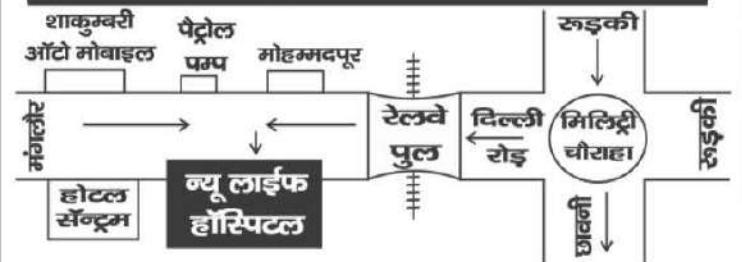 शाकुम्बरी
ऑटो मोबाइल
पैट्रोल
पम्प
मोहम्मदपूर
रूड़की
मंगलौर
रेलवे
पुल
दिल्ली
रोड़
मिलिट्री
चौराहा
रूड़की
होटल
सॅन्ट्रम
न्यू लाईफ
हॉस्पिटल
छावनी